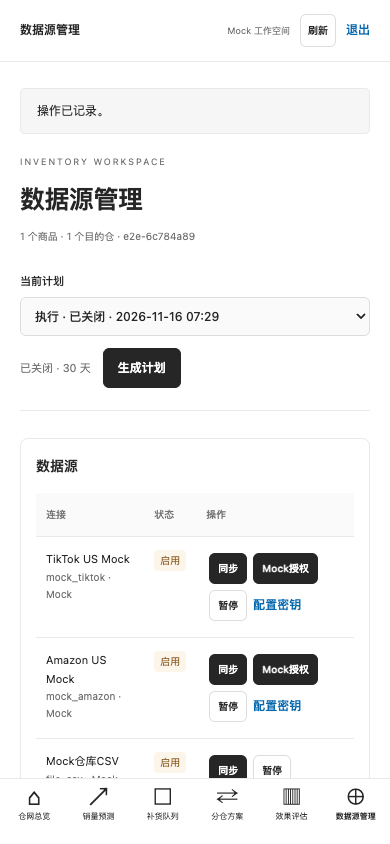 数据源管理
Mock 工作空间
刷新
退出
操作已记录。
INVENTORY WORKSPACE
数据源管理
1 个商品 · 1 个目的仓 · e2e-6c784a89
当前计划
执行 · 已关闭 · 2026-11-16 07:29
已关闭 · 30 天
生成计划
数据源
连接 状态 操作
TikTok US Mock
mock_tiktok ·
Mock
启用
同步 Mock授权
暂停 配置密钥
Amazon US
Mock
mock_amazon ·
Mock
启用
同步 Mock授权
暂停 配置密钥
Mock仓库CSV
启用
同步 暂停
仓网总览 销量预测 补货队列 分仓方案 效果评估 数据源管理